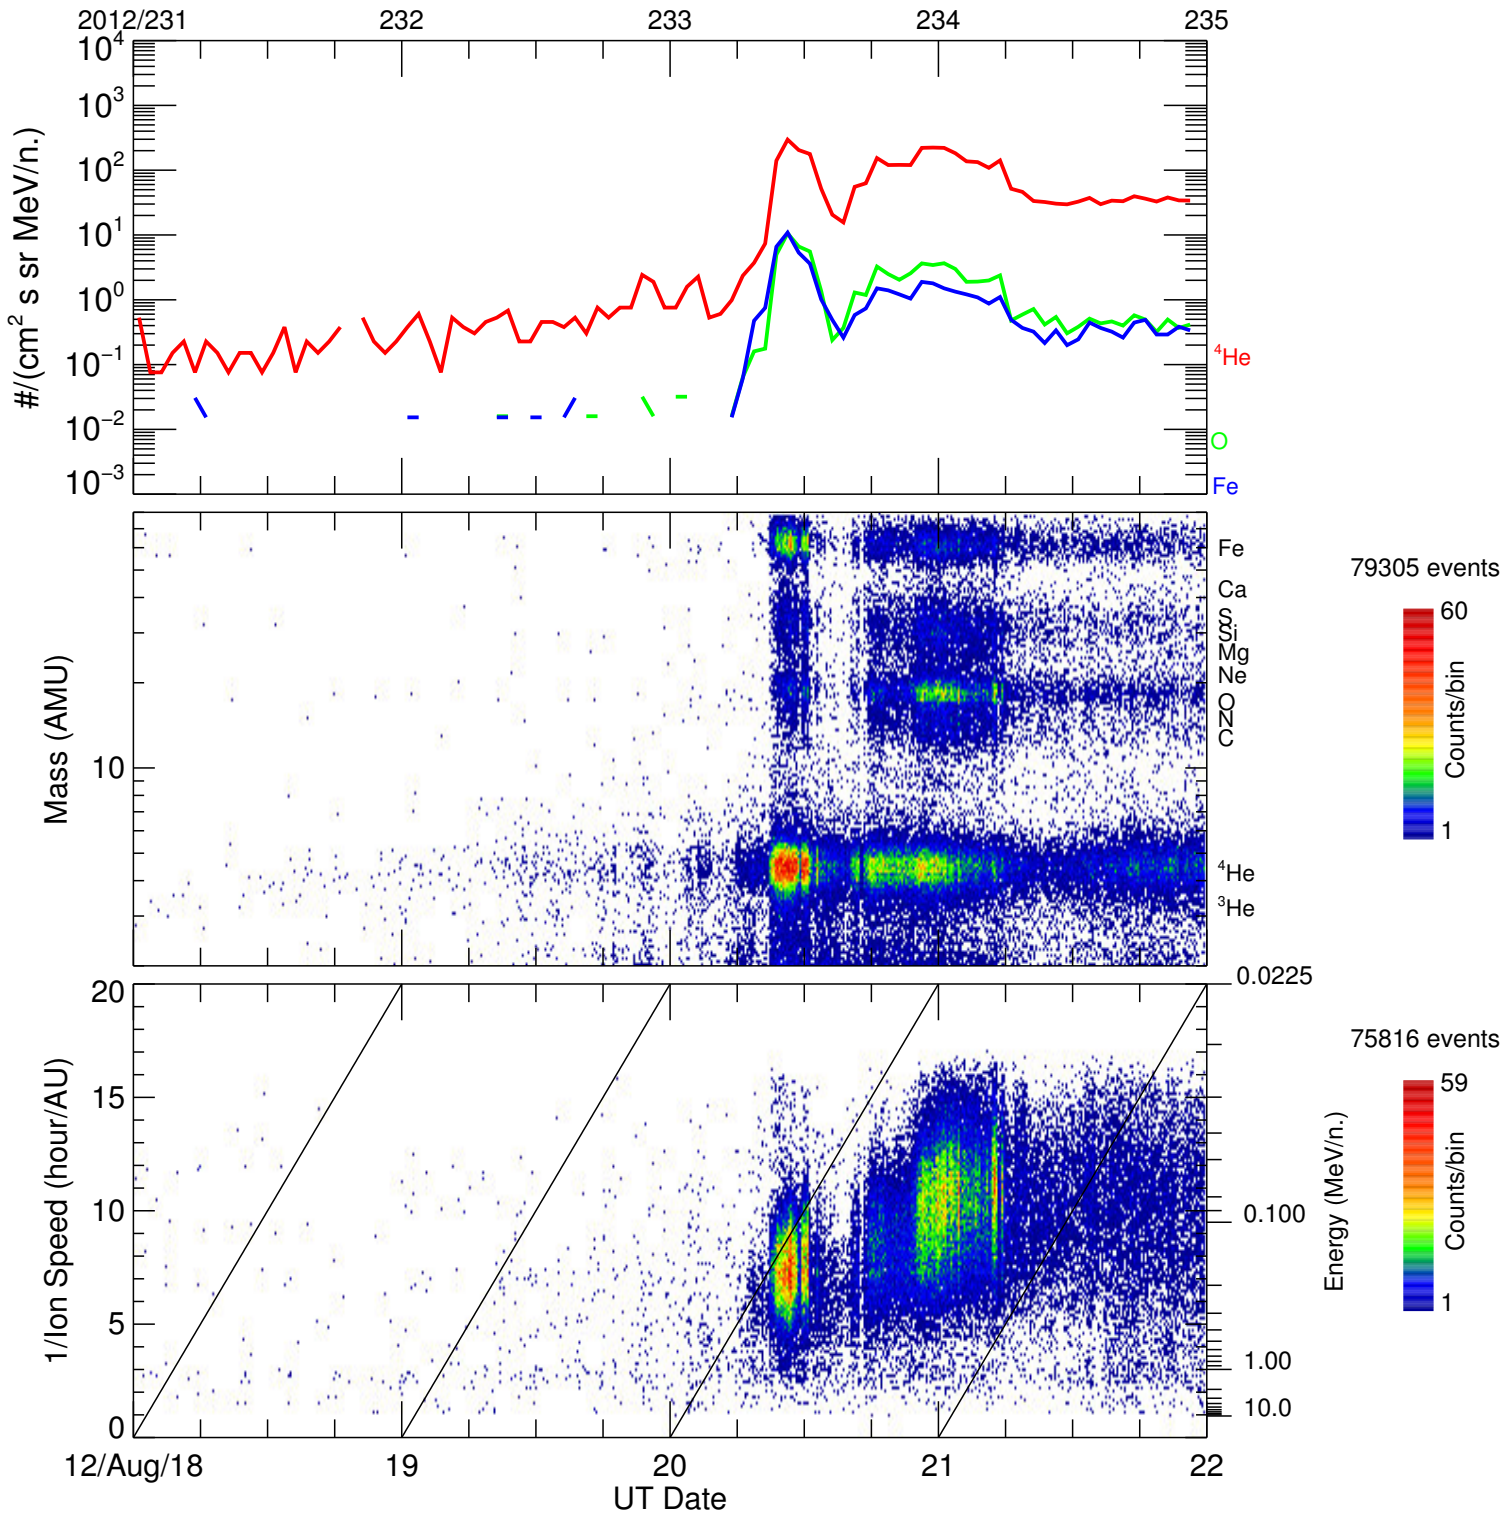 2012/231 232 233 234 235
10^4
10^3
10^2
10^1
10^0
10^−1
10^−2
10^−3
#/(cm^2 s sr MeV/n.)
^4He
O
Fe
Mass (AMU)
10
Fe
Ca
S
Si
Mg
Ne
O
N
C
^4He
^3He
79305 events
60
Counts/bin
1
20
15
10
5
0
1/Ion Speed (hour/AU)
0.0225
0.100
1.00
10.0
Energy (MeV/n.)
75816 events
59
Counts/bin
1
12/Aug/18 19 20 21 22
UT Date